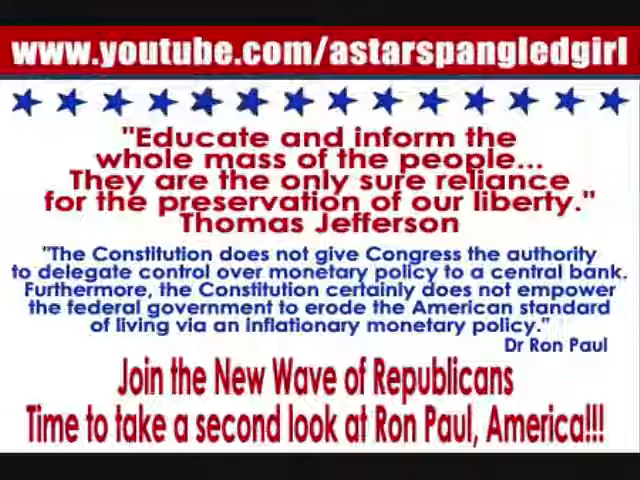 www.youtube.com/astarspangledgirl
"Educate and inform the
whole mass of the people...
They are the only sure reliance
for the preservation of our liberty."
Thomas Jefferson
"The Constitution does not give Congress the authority
to delegate control over monetary policy to a central bank.
Furthermore, the Constitution certainly does not empower
the federal government to erode the American standard
of living via an inflationary monetary policy."
Dr Ron Paul
Join the New Wave of Republicans
Time to take a second look at Ron Paul, America!!!